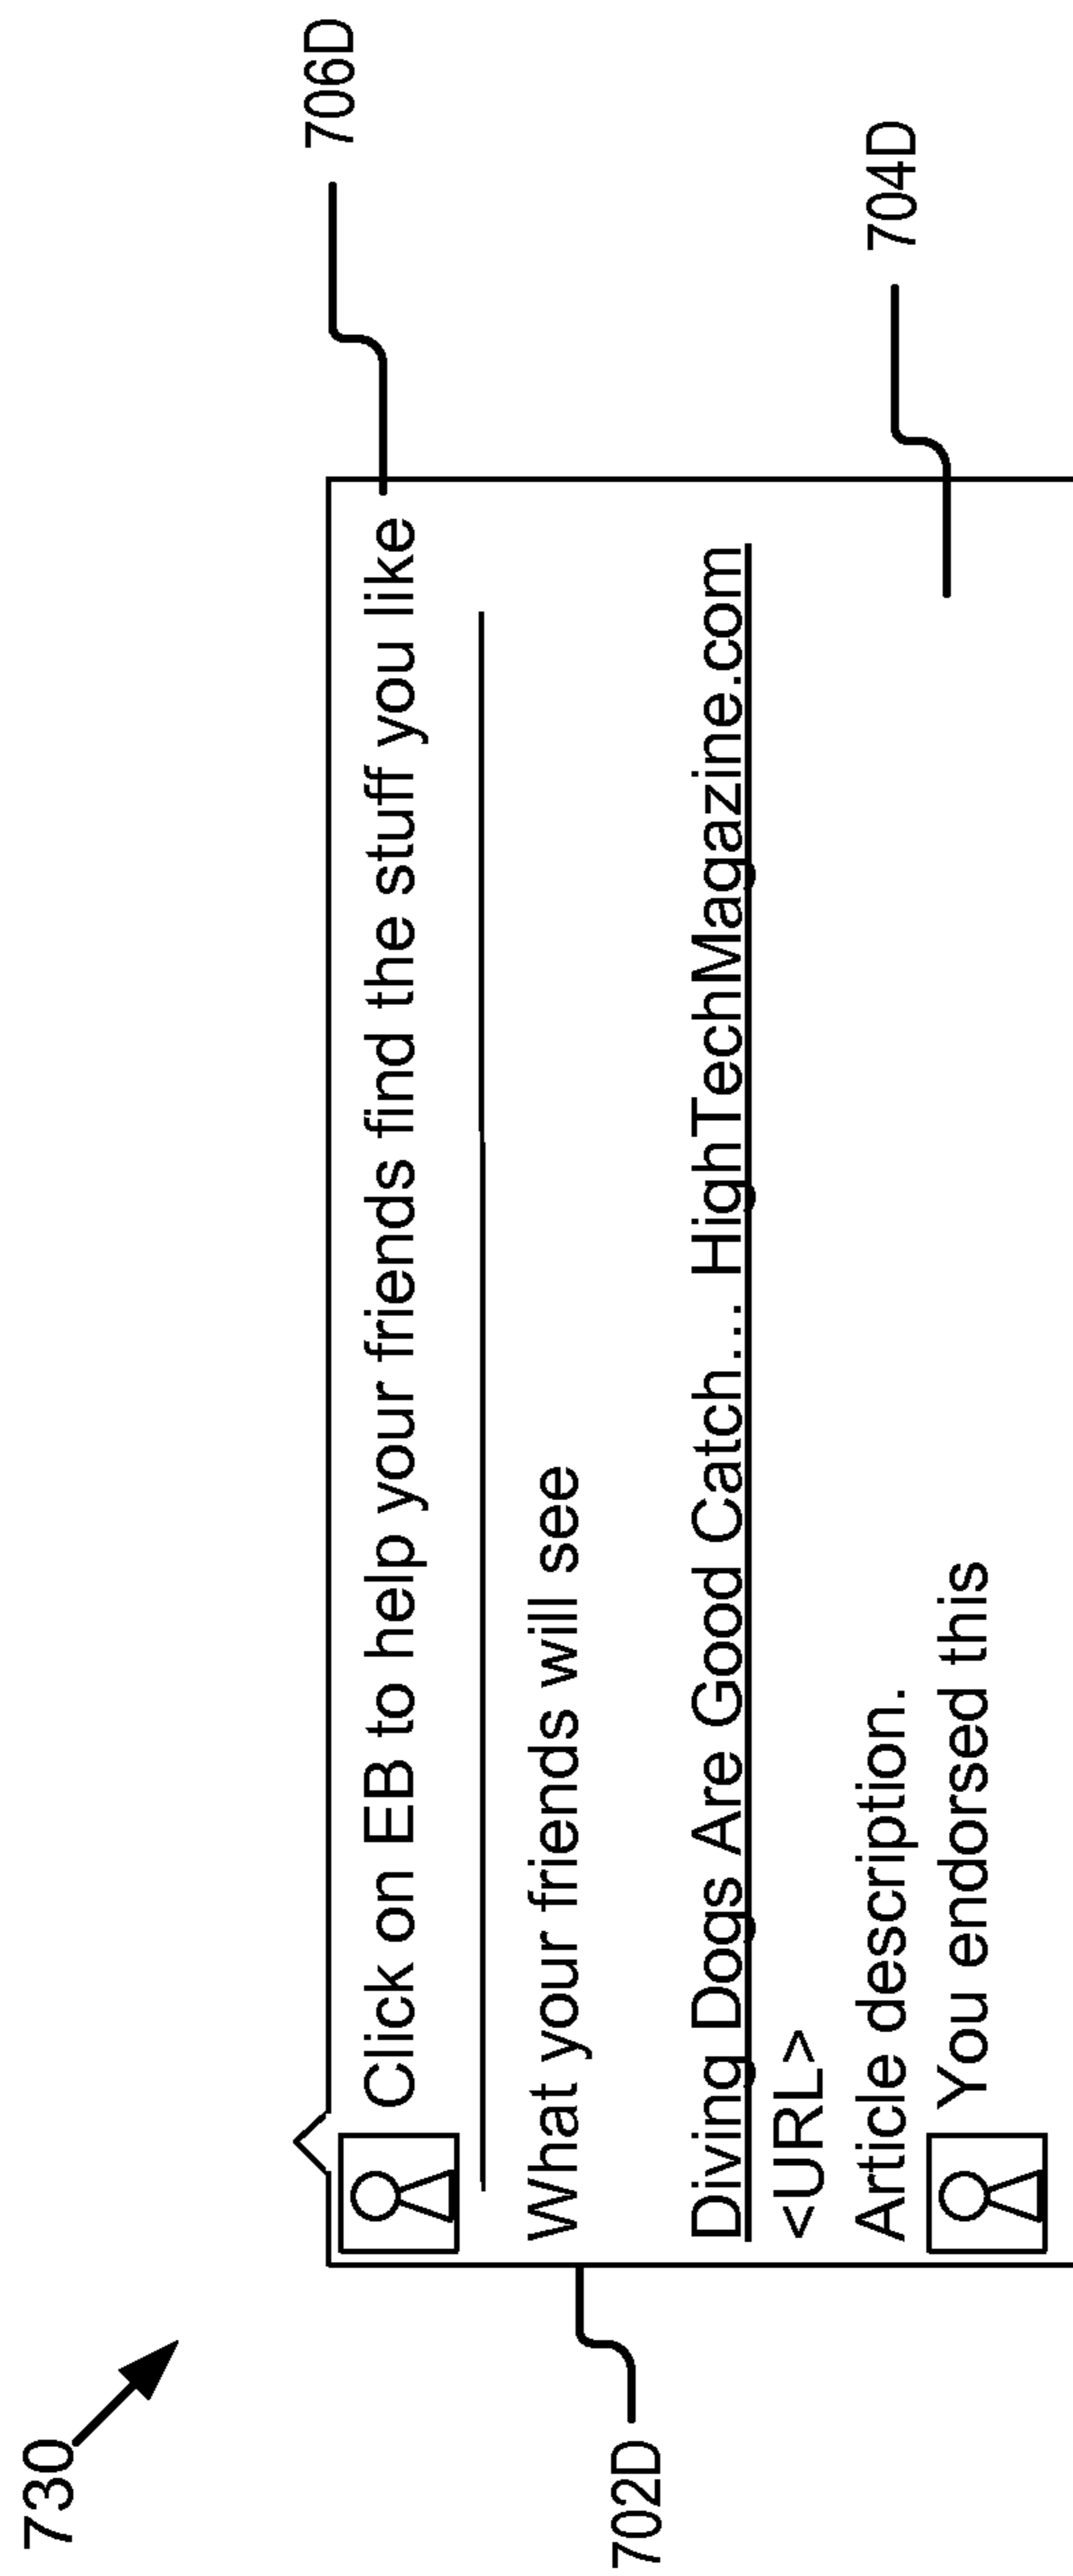 730
706D
Click on EB to help your friends find the stuff you like
702D
What your friends will see
Diving Dogs Are Good Catch... HighTechMagazine.com
<URL>
704D
Article description.
You endorsed this